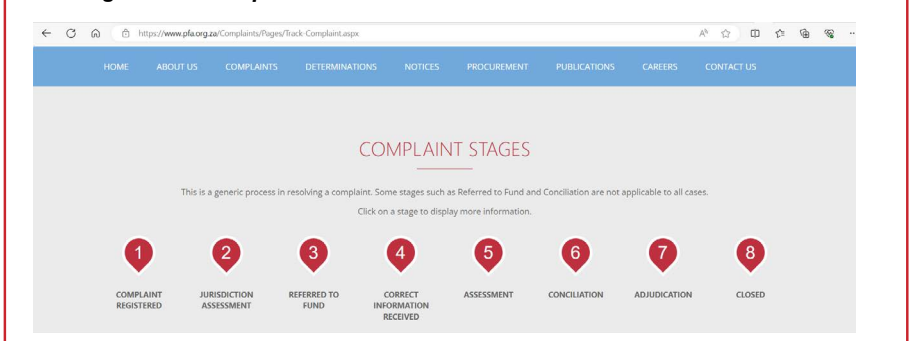 https://www.pfa.org.za/Complaints/Pages/Track-Complaint.aspx
HOME ABOUT US COMPLAINTS DETERMINATIONS NOTICES PROCUREMENT PUBLICATIONS CAREERS CONTACT US
COMPLAINT STAGES
This is a generic process in resolving a complaint. Some stages such as Referred to Fund and Conciliation are not applicable to all cases.
Click on a stage to display more information.
1 2 3 4 5 6 7 8
COMPLAINT REGISTERED
JURISDICTION ASSESSMENT
REFERRED TO FUND
CORRECT INFORMATION RECEIVED
ASSESSMENT
CONCILIATION
ADJUDICATION
CLOSED